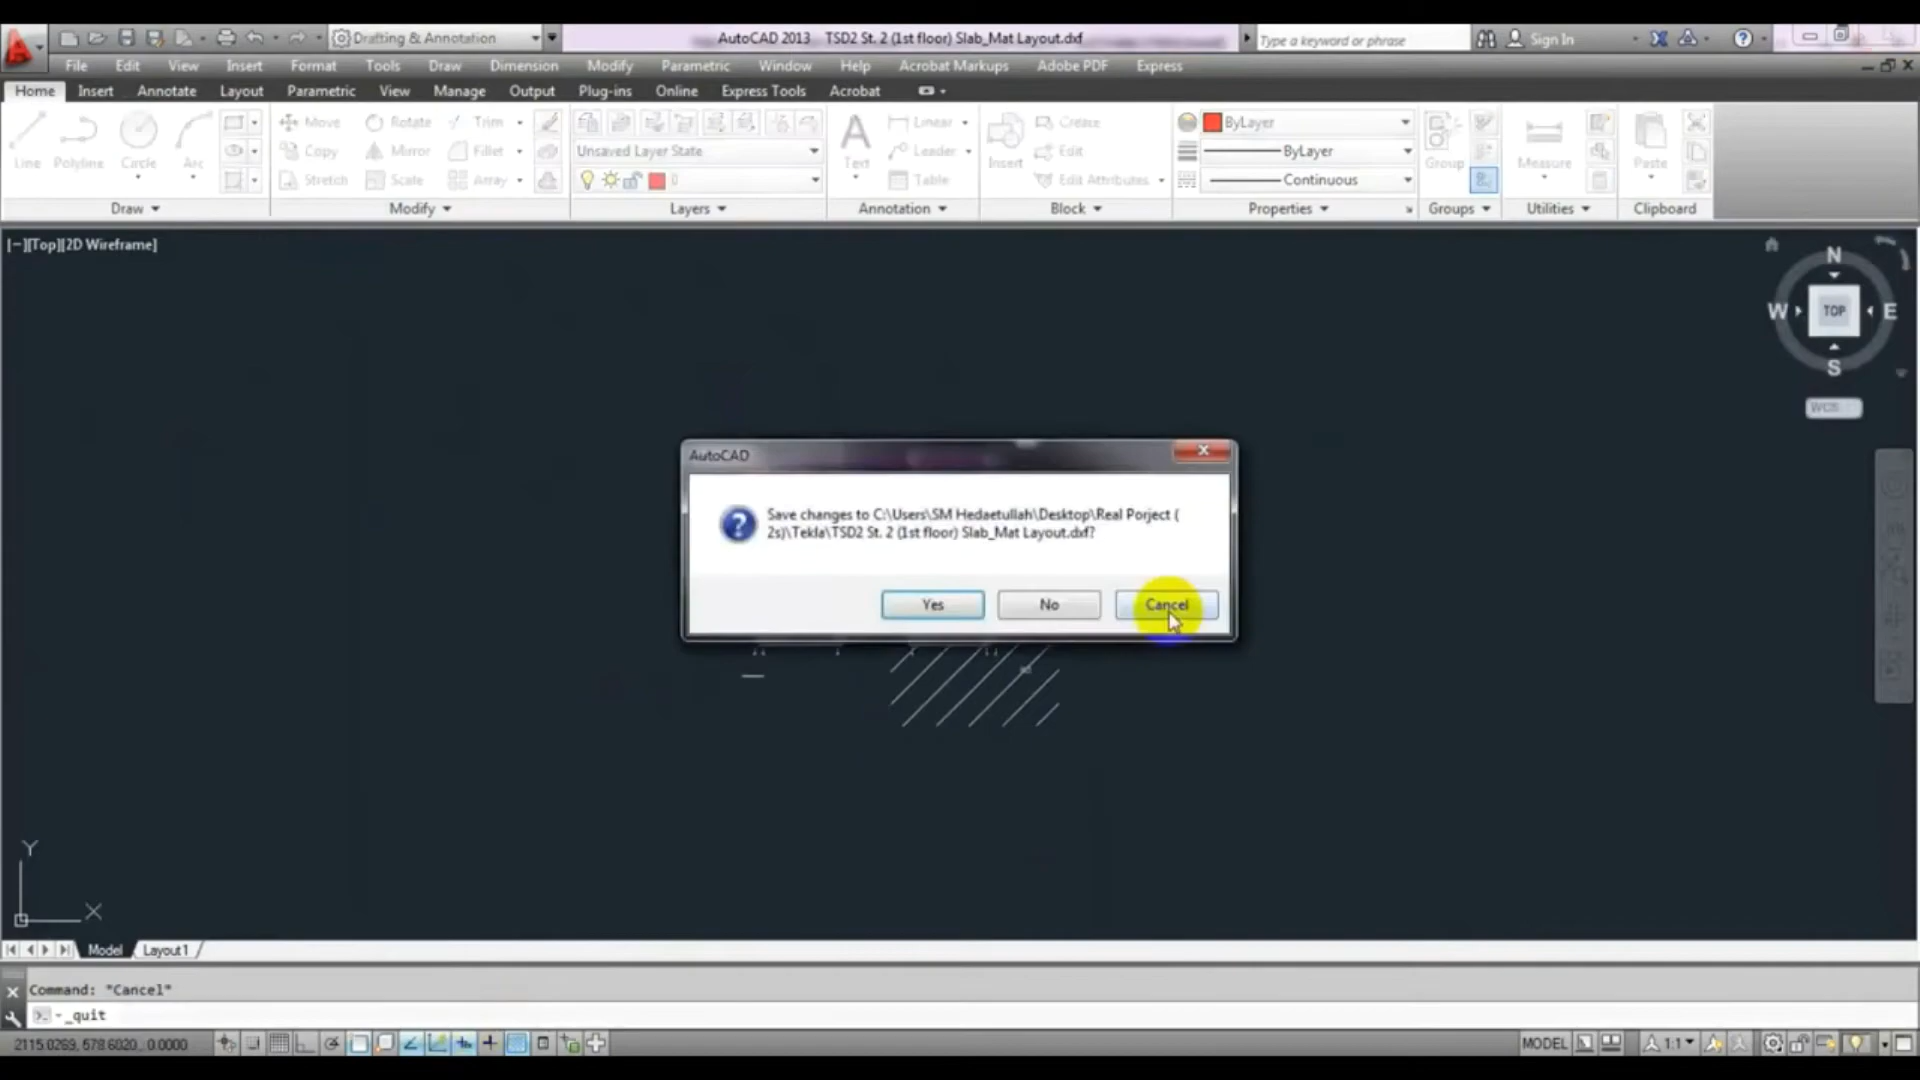 Drafting & Annotation
AutoCAD 2013 TSD2 St. 2 (1st floor) Slab_Mat Layout.dxf
Type a keyword or phrase
Sign In
File Edit View Insert Format Tools Draw Dimension Modify Parametric Window Help Acrobat Markups Adobe PDF Express
Home Insert Annotate Layout Parametric View Manage Output Plug-ins Online Express Tools Acrobat
Move Rotate Trim Linear Create ByLayer
Line Polyline Circle Arc Copy Mirror Fillet Unsaved Layer State Text Leader Insert Edit ByLayer Group Measure Paste
Stretch Scale Array 0 Table Edit Attributes Continuous
Draw Modify Layers Annotation Block Properties Groups Utilities Clipboard
[−][Top][2D Wireframe]
N
W TOP E
S
WCS
AutoCAD
Save changes to C:\Users\SM Hedaetullah\Desktop\Real Porject (
2s)\Tekla\TSD2 St. 2 (1st floor) Slab_Mat Layout.dxf?
Yes No Cancel
Y
X
Model Layout1
Command: "Cancel"
_quit
2115.0269, 578.6020, 0.0000
MODEL 1:1